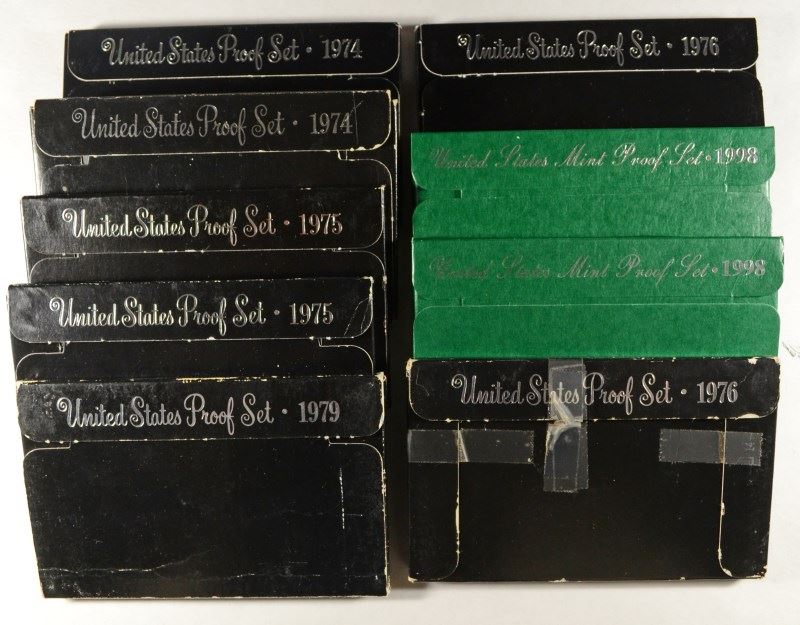 United States Proof Set · 1974
United States Proof Set · 1974
United States Proof Set · 1975
United States Proof Set · 1975
United States Proof Set · 1979
United States Proof Set · 1976
United States Mint Proof Set · 1998
United States Mint Proof Set · 1998
United States Proof Set · 1976